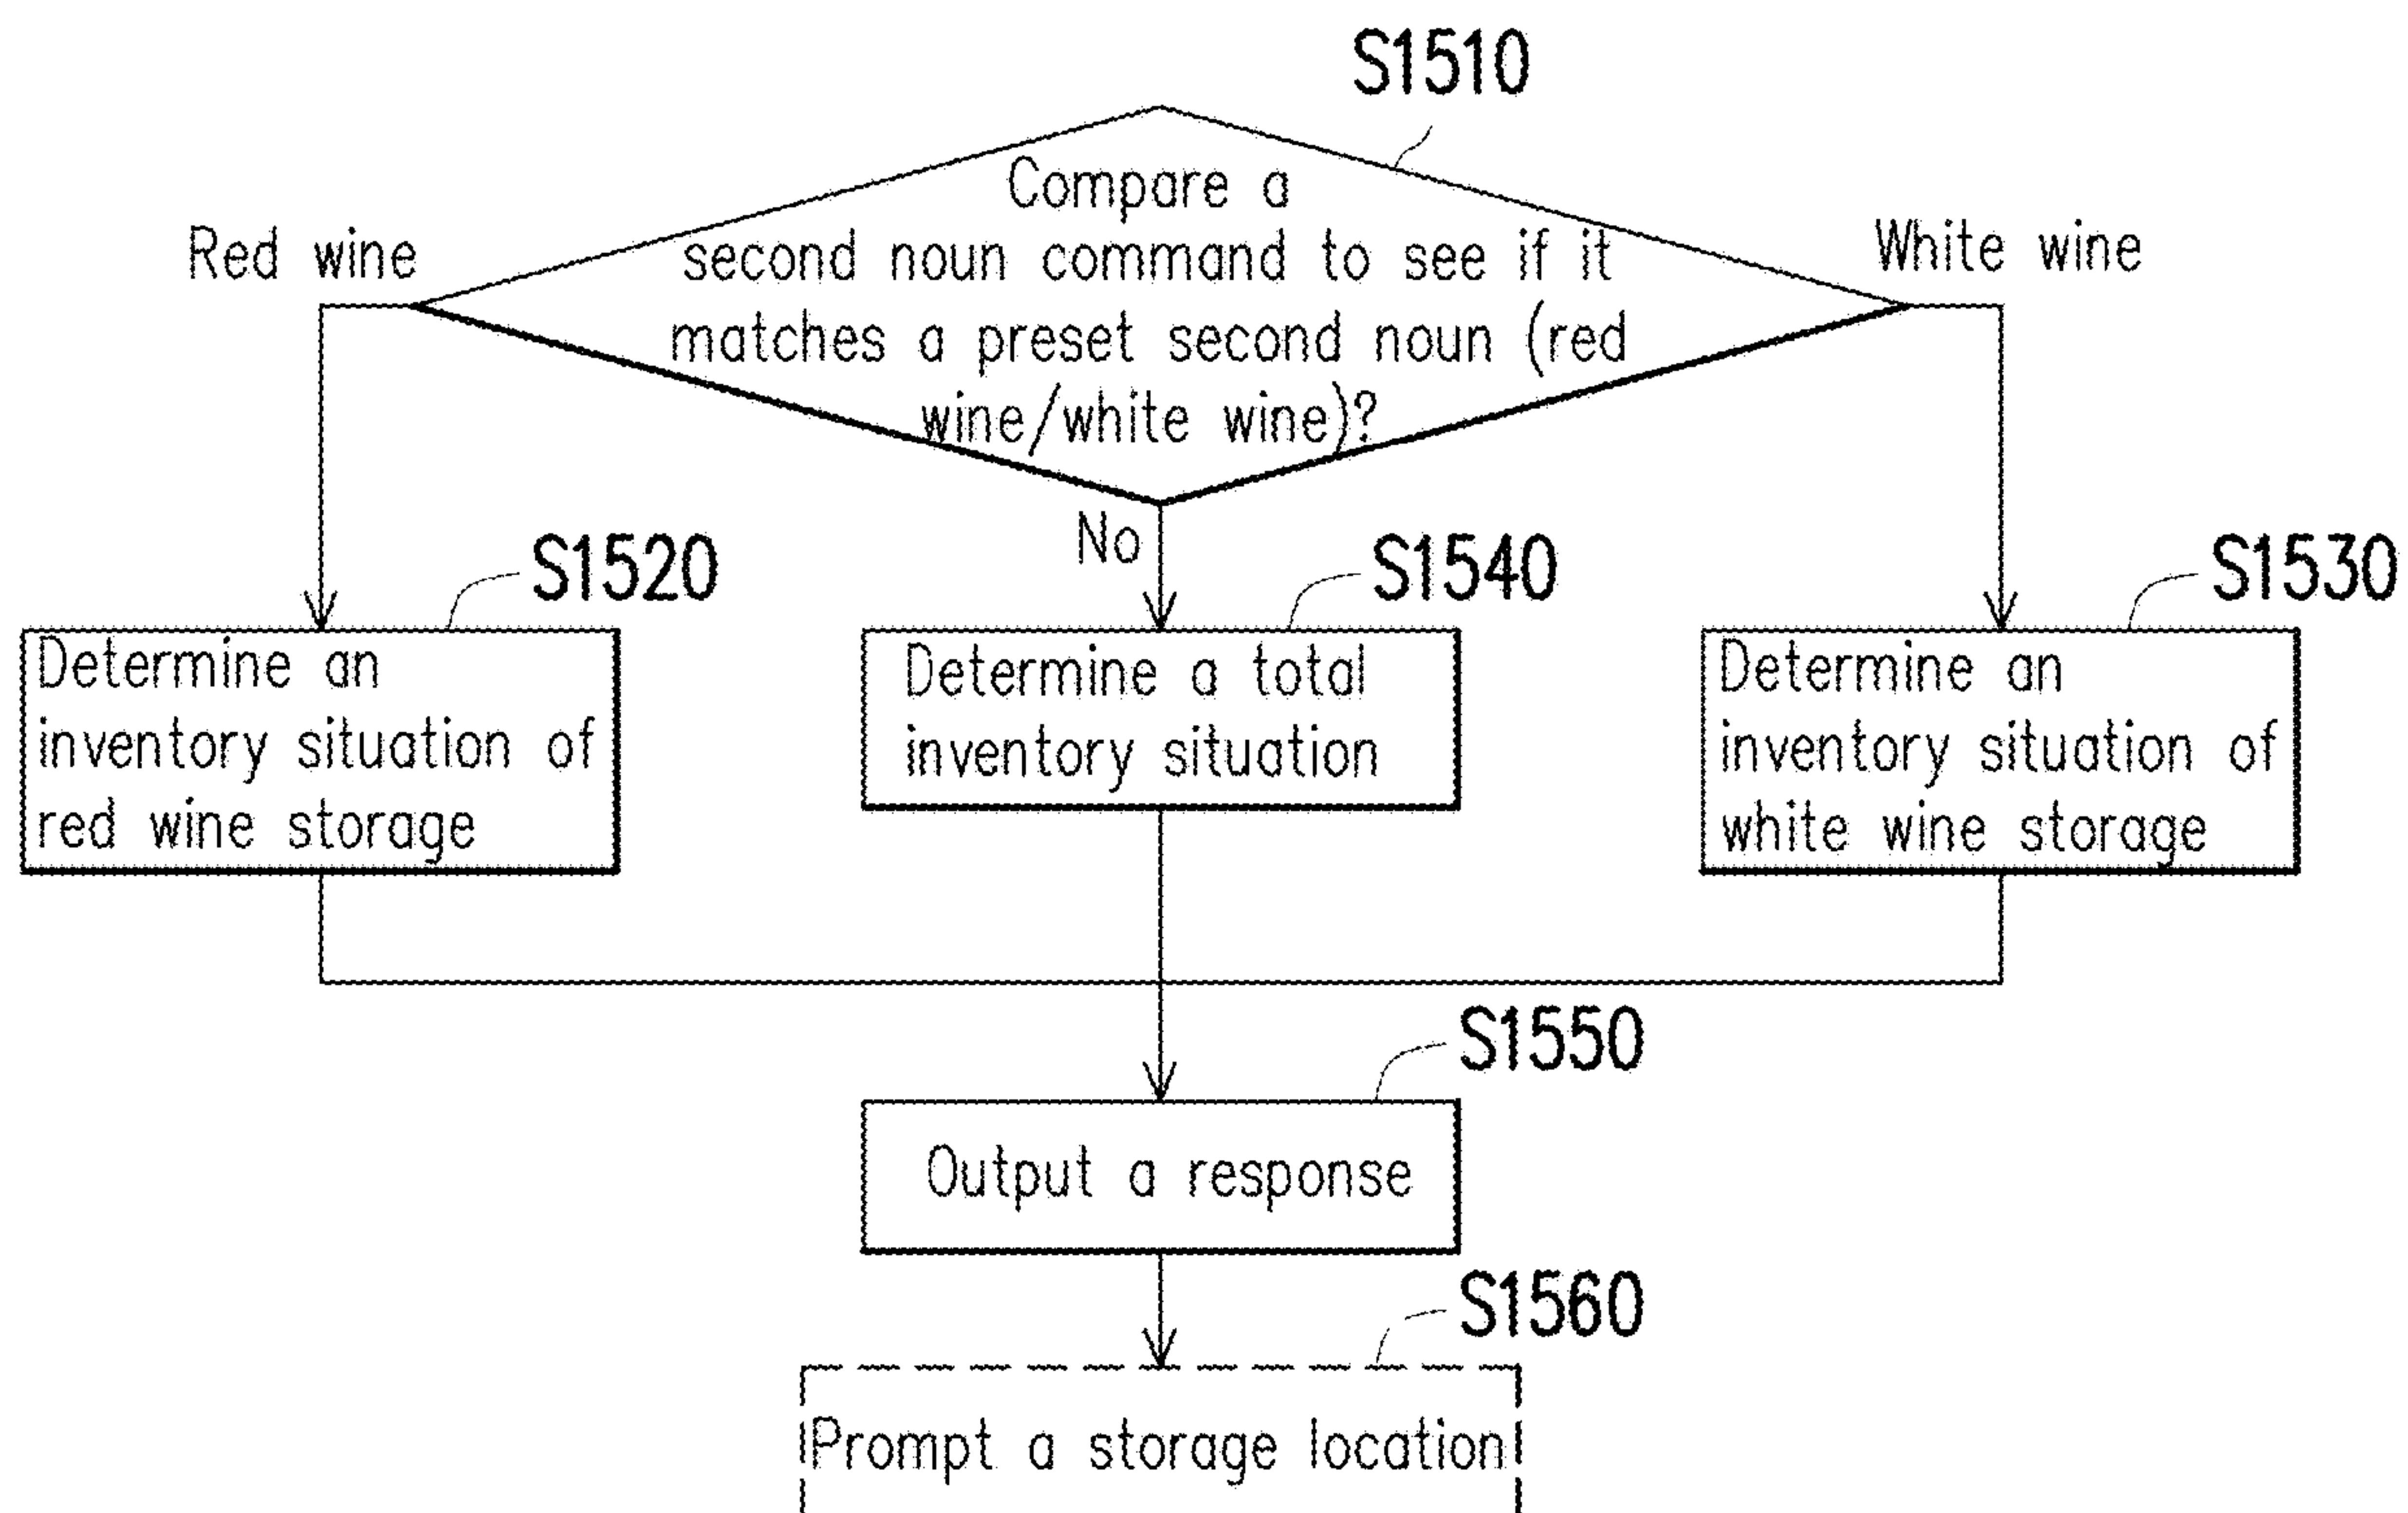 S1510
Compare a
second noun command to see if it
matches a preset second noun (red
wine/white wine)?
Red wine
White wine
No
S1520
Determine an
inventory situation of
red wine storage
S1540
Determine a total
inventory situation
S1530
Determine an
inventory situation of
white wine storage
S1550
Output a response
S1560
Prompt a storage location